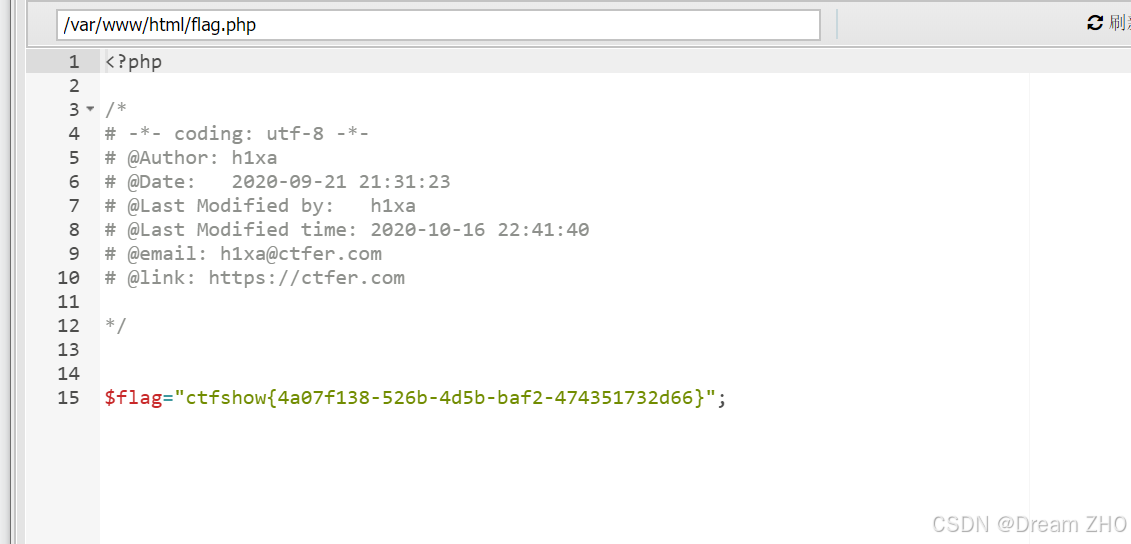 /var/www/html/flag.php
刷新
1 <?php
2
3 /*
4 # -*- coding: utf-8 -*-
5 # @Author: h1xa
6 # @Date:   2020-09-21 21:31:23
7 # @Last Modified by:   h1xa
8 # @Last Modified time: 2020-10-16 22:41:40
9 # @email: h1xa@ctfer.com
10 # @link: https://ctfer.com
11
12 */
13
14
15 $flag="ctfshow{4a07f138-526b-4d5b-baf2-474351732d66}";
CSDN @Dream ZHO